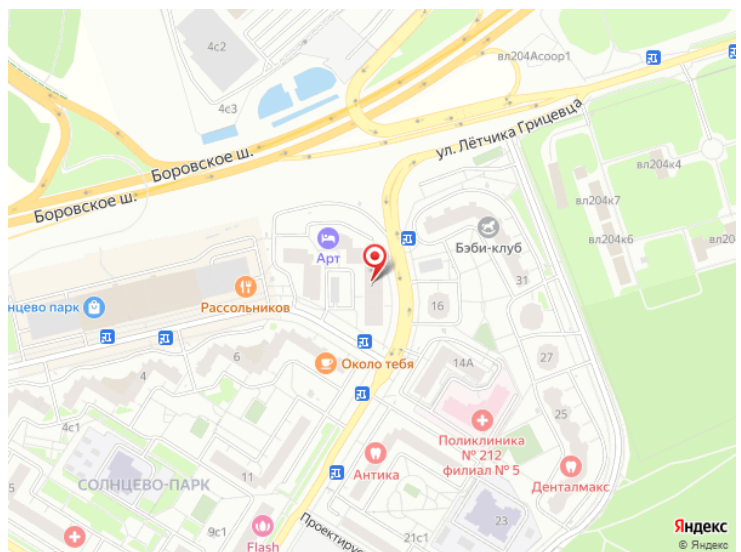 4с2
вл204Асоор1
4с3
ул. Лётчика Грицевца
Боровское ш.
Боровское ш.
вл204к4
вл204к7
вл204к6
вл204
Бэби-клуб
Арт
31
Рассольников
нцево парк
16
6
Около тебя
14А
27
4
25
4с1
Поликлиника
№ 212
филиал № 5
11
Антика
Денталмакс
СОЛНЦЕВО-ПАРК
23
9с1
Flash
Проектируе
21с1
Яндекс
© Яндекс